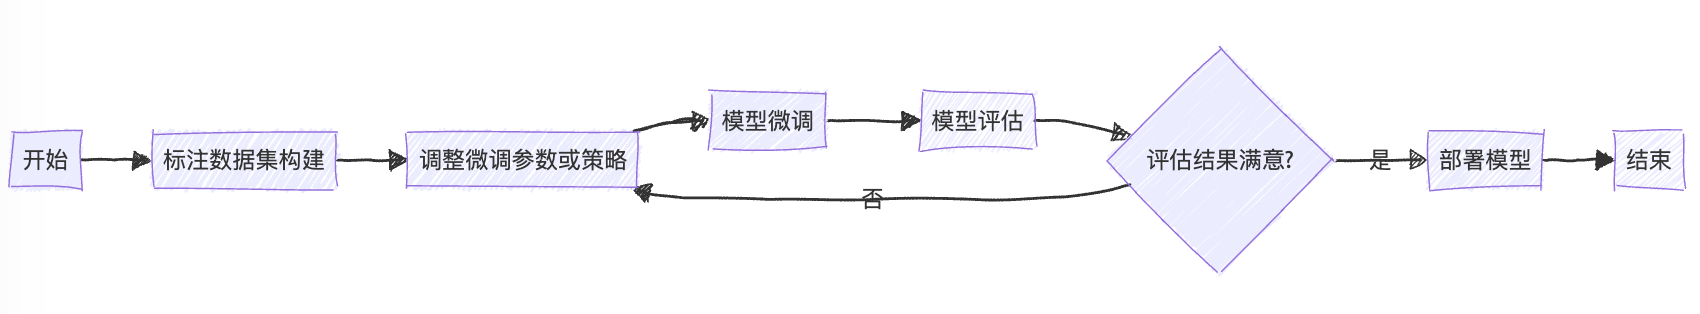 开始
标注数据集构建
调整微调参数或策略
模型微调
模型评估
评估结果满意?
是
否
部署模型
结束